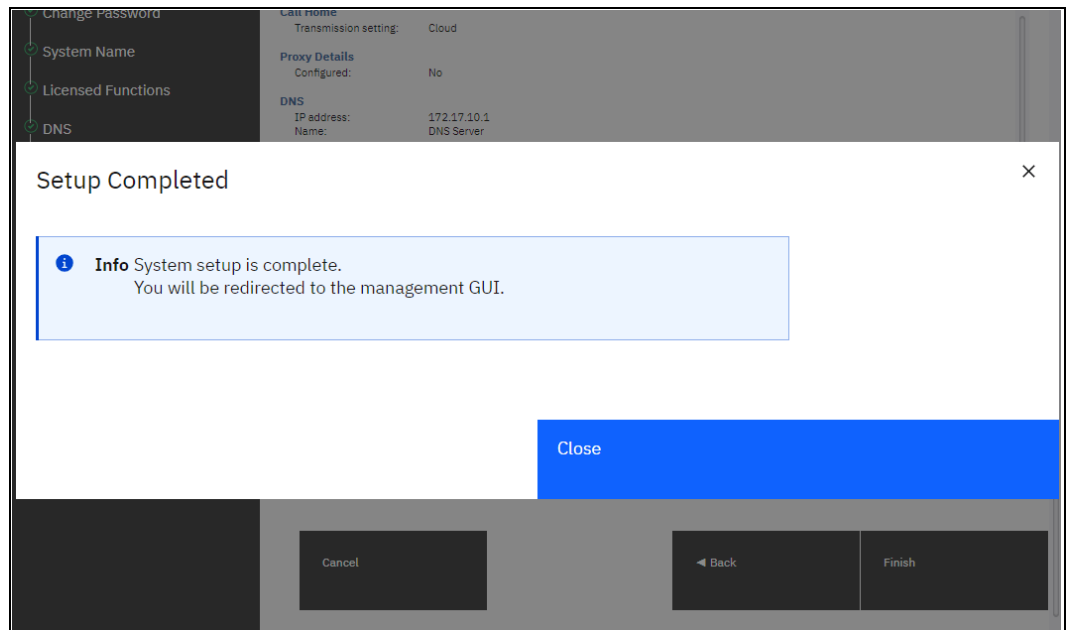 Change Password
System Name
Licensed Functions
DNS
Call Home
Transmission setting: Cloud
Proxy Details
Configured: No
DNS
IP address: 172.17.10.1
Name: DNS Server
Setup Completed
Info System setup is complete.
You will be redirected to the management GUI.
Close
Cancel
Back
Finish